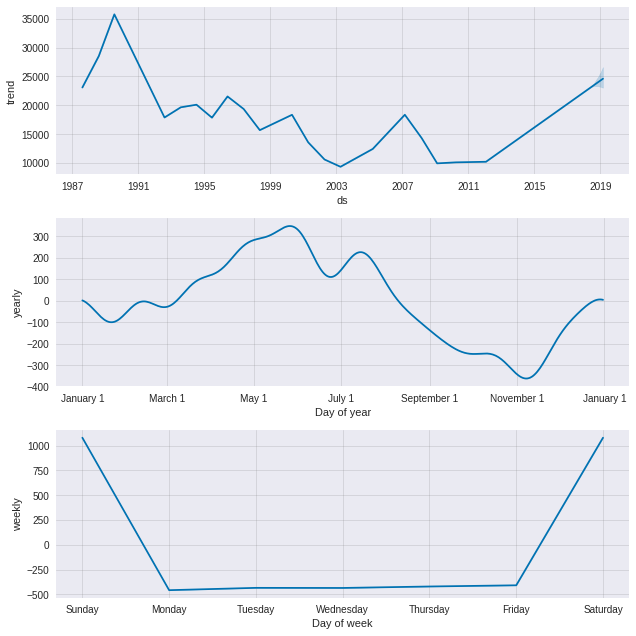 35000
30000
25000
20000
15000
10000
trend
1987 1991 1995 1999 2003 2007 2011 2015 2019
ds
300
200
100
0
−100
−200
−300
−400
yearly
January 1 March 1 May 1 July 1 September 1 November 1 January 1
Day of year
1000
750
500
250
0
−250
−500
weekly
Sunday Monday Tuesday Wednesday Thursday Friday Saturday
Day of week